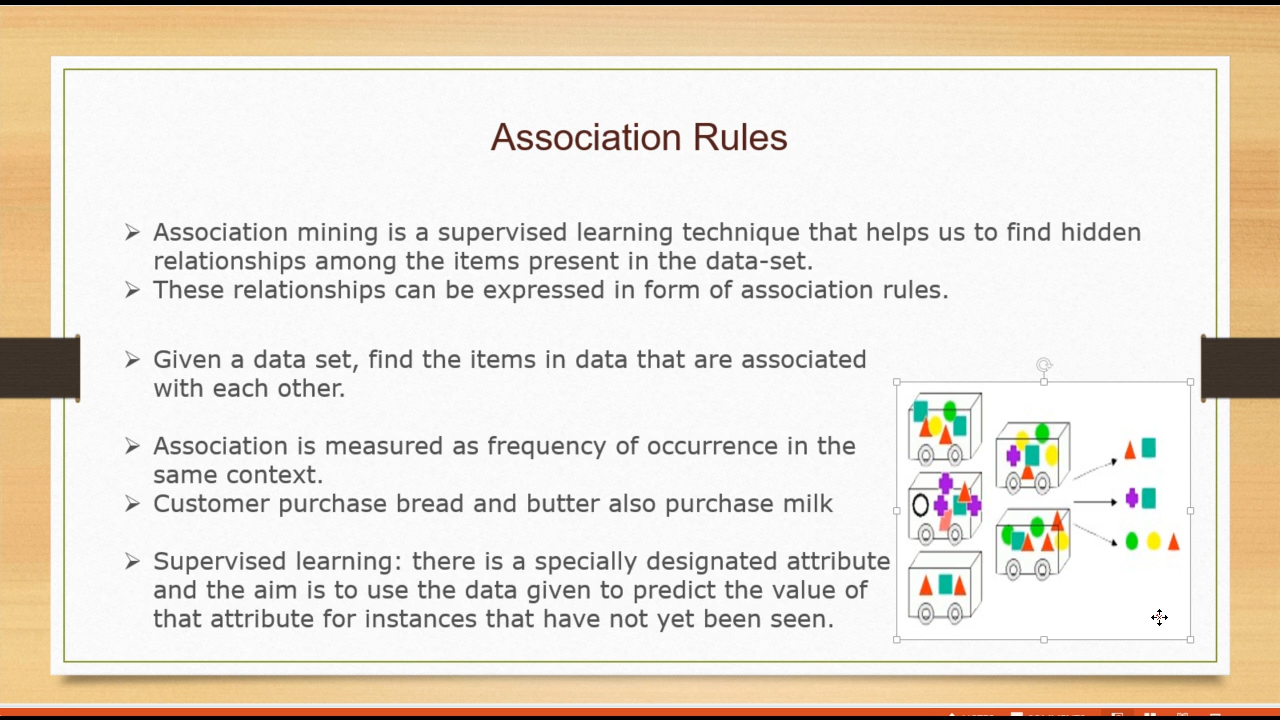 Association Rules
➢ Association mining is a supervised learning technique that helps us to find hidden
relationships among the items present in the data-set.
➢ These relationships can be expressed in form of association rules.
➢ Given a data set, find the items in data that are associated
with each other.
➢ Association is measured as frequency of occurrence in the
same context.
➢ Customer purchase bread and butter also purchase milk
➢ Supervised learning: there is a specially designated attribute
and the aim is to use the data given to predict the value of
that attribute for instances that have not yet been seen.